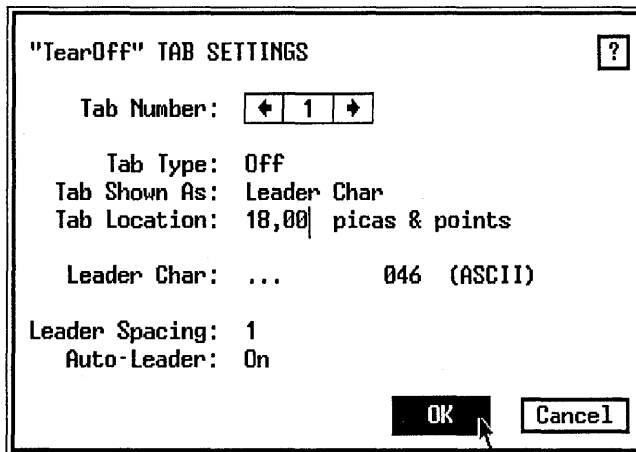 "TearOff" TAB SETTINGS ?
Tab Number: ← 1 →
Tab Type: Off
Tab Shown As: Leader Char
Tab Location: 18,00 picas & points
Leader Char: ... 046 (ASCII)
Leader Spacing: 1
Auto-Leader: On
OK Cancel